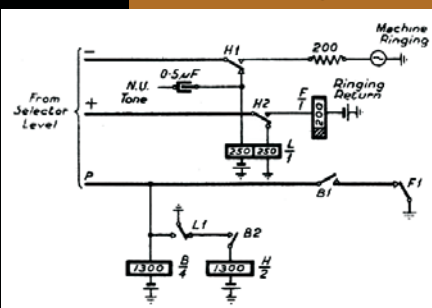 Machine
Ringing
H1
200
−
0·5μF
N.U.
Tone
From
Selector
Level
+
H2
F
1
200
Ringing
Return
250 250
L
1
P
B1
F1
L1
B2
1300
B
4
1300
H
2